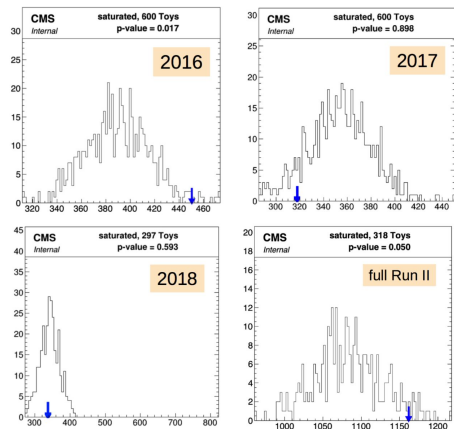 CMS
Internal
saturated, 600 Toys
p-value = 0.017
2016
30
25
20
15
10
5
0
320 340 360 380 400 420 440 460
CMS
Internal
saturated, 600 Toys
p-value = 0.898
2017
30
25
20
15
10
5
0
300 320 340 360 380 400 420 440
CMS
Internal
saturated, 297 Toys
p-value = 0.593
2018
45
40
35
30
25
20
15
10
5
0
300 400 500 600 700 800
CMS
Internal
saturated, 318 Toys
p-value = 0.050
full Run II
20
18
16
14
12
10
8
6
4
2
0
1000 1050 1100 1150 1200